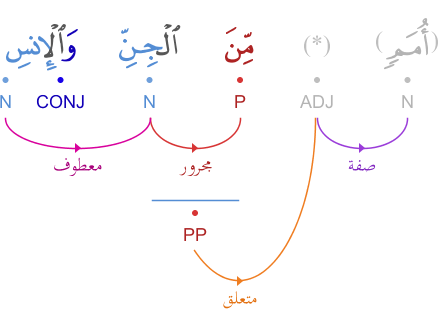 (أُمَمٍ) (*) مِّنَ ٱلْجِنِّ وَٱلْإِنسِ
N ADJ P N CONJ N
صفة مجرور معطوف
PP
متعلق